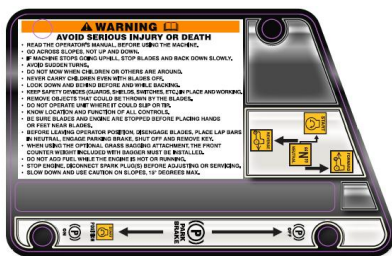 WARNING
AVOID SERIOUS INJURY OR DEATH
• READ THE OPERATOR'S MANUAL, BEFORE USING THE MACHINE.
• GO ACROSS SLOPES, NOT UP AND DOWN.
• IF MACHINE STOPS GOING UPHILL, STOP BLADES AND BACK DOWN SLOWLY.
• AVOID SUDDEN TURNS.
• DO NOT MOW WHEN CHILDREN OR OTHERS ARE AROUND.
• NEVER CARRY CHILDREN EVEN WITH BLADES OFF.
• LOOK DOWN AND BEHIND BEFORE AND WHILE BACKING.
• KEEP SAFETY DEVICES (GUARDS, SHIELDS, SWITCHES, ETC.) IN PLACE AND WORKING.
• REMOVE OBJECTS THAT COULD BE THROWN BY THE BLADES.
• DO NOT OPERATE UNIT WHERE IT COULD SLIP OR TIP.
• KNOW LOCATION AND FUNCTION OF ALL CONTROLS.
• BE SURE BLADES AND ENGINE ARE STOPPED BEFORE PLACING HANDS
OR FEET NEAR BLADES.
• BEFORE LEAVING OPERATOR POSITION, DISENGAGE BLADES, PLACE LAP BARS
IN NEUTRAL, ENGAGE PARKING BRAKE, SHUT OFF AND REMOVE KEY.
• WHEN USING THE OPTIONAL GRASS BAGGING ATTACHMENT, THE FRONT
COUNTER WEIGHT INCLUDED WITH BAGGER MUST BE INSTALLED.
• DO NOT ADD FUEL WHILE THE ENGINE IS HOT OR RUNNING.
• STOP ENGINE, DISCONNECT SPARK PLUG(S) BEFORE ADJUSTING OR SERVICING.
• SLOW DOWN AND USE CAUTION ON SLOPES, 15° DEGREES MAX.
START
P
ON
PARK
BRAKE
P
P
OFF